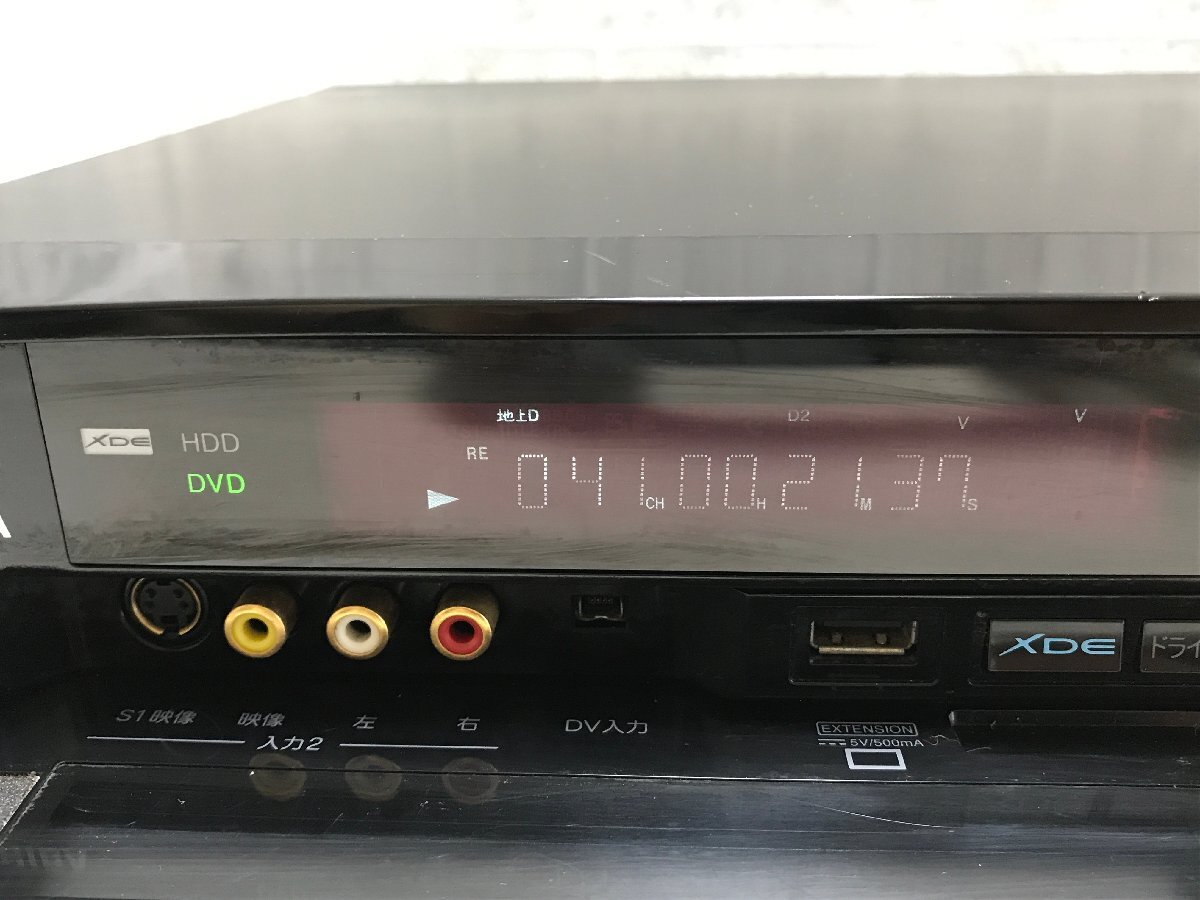 地上D D2 V V
XDE HDD
RE
DVD
041CH 00H 21M 37S
A
XDE ドライ
S1映像 映像 左 右 DV入力 EXTENSION
入力2 5V/500mA